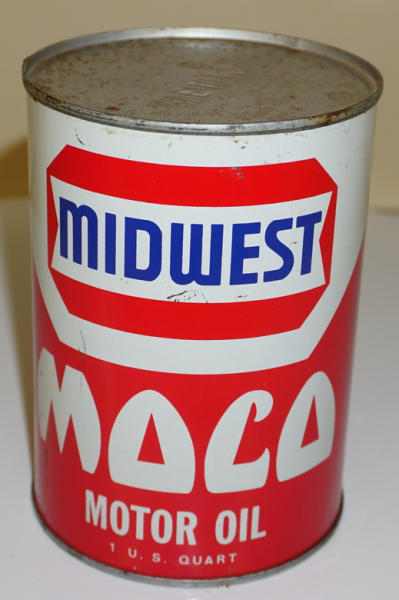 MIDWEST
MOCO
MOTOR OIL
1 U. S. QUART